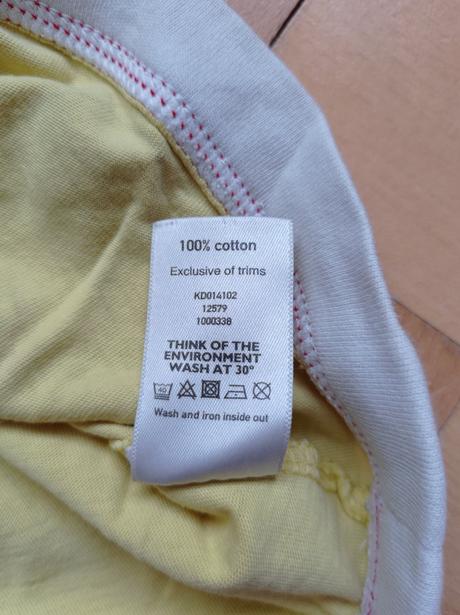 100% cotton
Exclusive of trims
KD014102
12579
1000338
THINK OF THE
ENVIRONMENT
WASH AT 30°
40
Wash and iron inside out